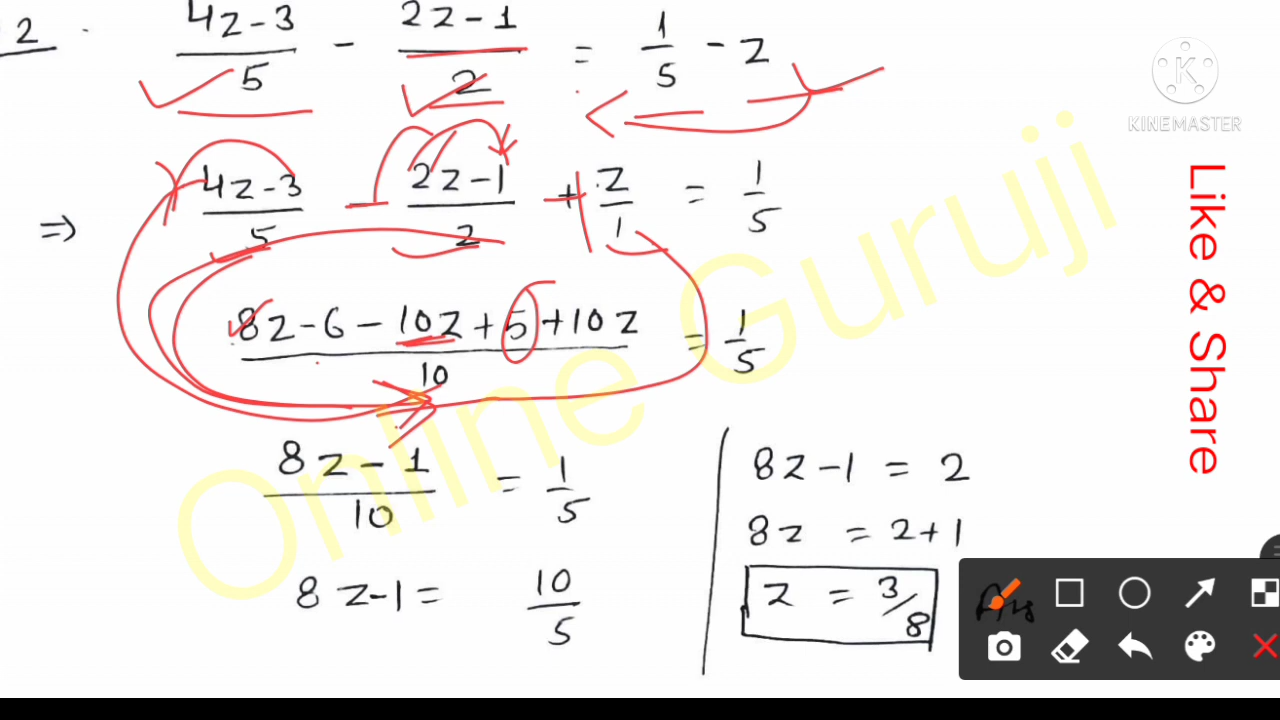 2 (4z-3)/5 - (2z-1)/2 = 1/5 - z
KINEMASTER
⇒ (4z-3)/5 - (2z-1)/2 + z/1 = 1/5
(8z-6-10z+5+10z)/10 = 1/5
(8z-1)/10 = 1/5
8z-1 = 10/5
8z-1 = 2
8z = 2+1
z = 3/8
Ans
Online Guruji
Like & Share